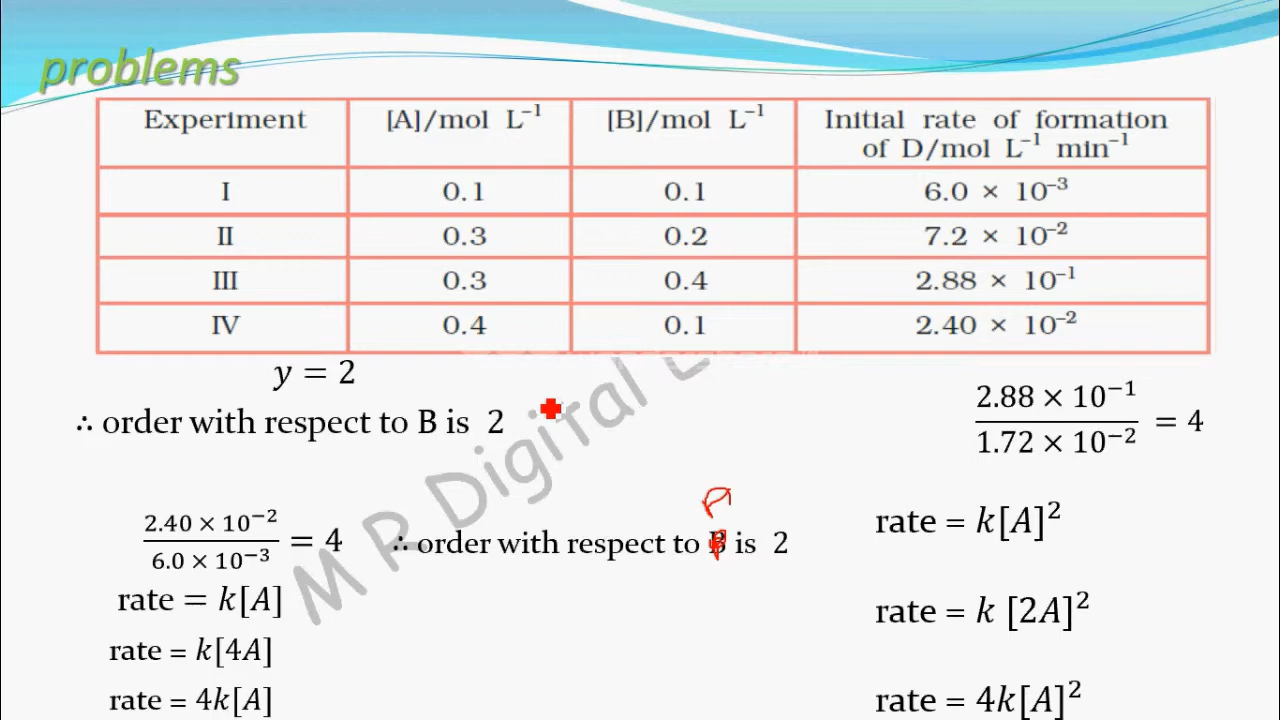 problems
Experiment [A]/mol L⁻¹ [B]/mol L⁻¹ Initial rate of formation of D/mol L⁻¹ min⁻¹
I 0.1 0.1 6.0 × 10⁻³
II 0.3 0.2 7.2 × 10⁻²
III 0.3 0.4 2.88 × 10⁻¹
IV 0.4 0.1 2.40 × 10⁻²
y = 2
∴ order with respect to B is 2
2.88 × 10⁻¹ / 1.72 × 10⁻² = 4
2.40 × 10⁻² / 6.0 × 10⁻³ = 4
∴ order with respect to B is 2
rate = k[A]
rate = k[4A]
rate = 4k[A]
rate = k[A]²
rate = k [2A]²
rate = 4k[A]²
M R Digital